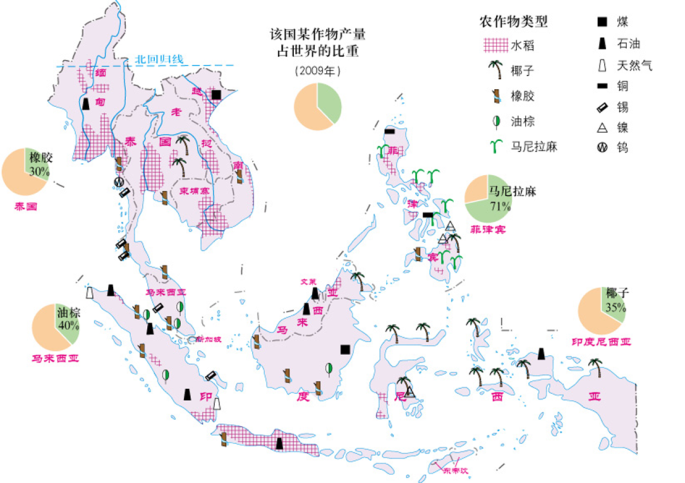 该国某作物产量
占世界的比重
(2009年)
农作物类型
水稻
椰子
橡胶
油棕
马尼拉麻
煤
石油
天然气
铜
锡
镍
钨
北回归线
缅
甸
越
老
泰
国
挝
南
柬埔寨
橡胶
30%
泰国
菲
律
宾
马尼拉麻
71%
菲津宾
马来西亚
文莱
马
来
西
亚
油棕
40%
马来西亚
新加坡
椰子
35%
印度尼西亚
印
度
尼
西
亚
东帝汶